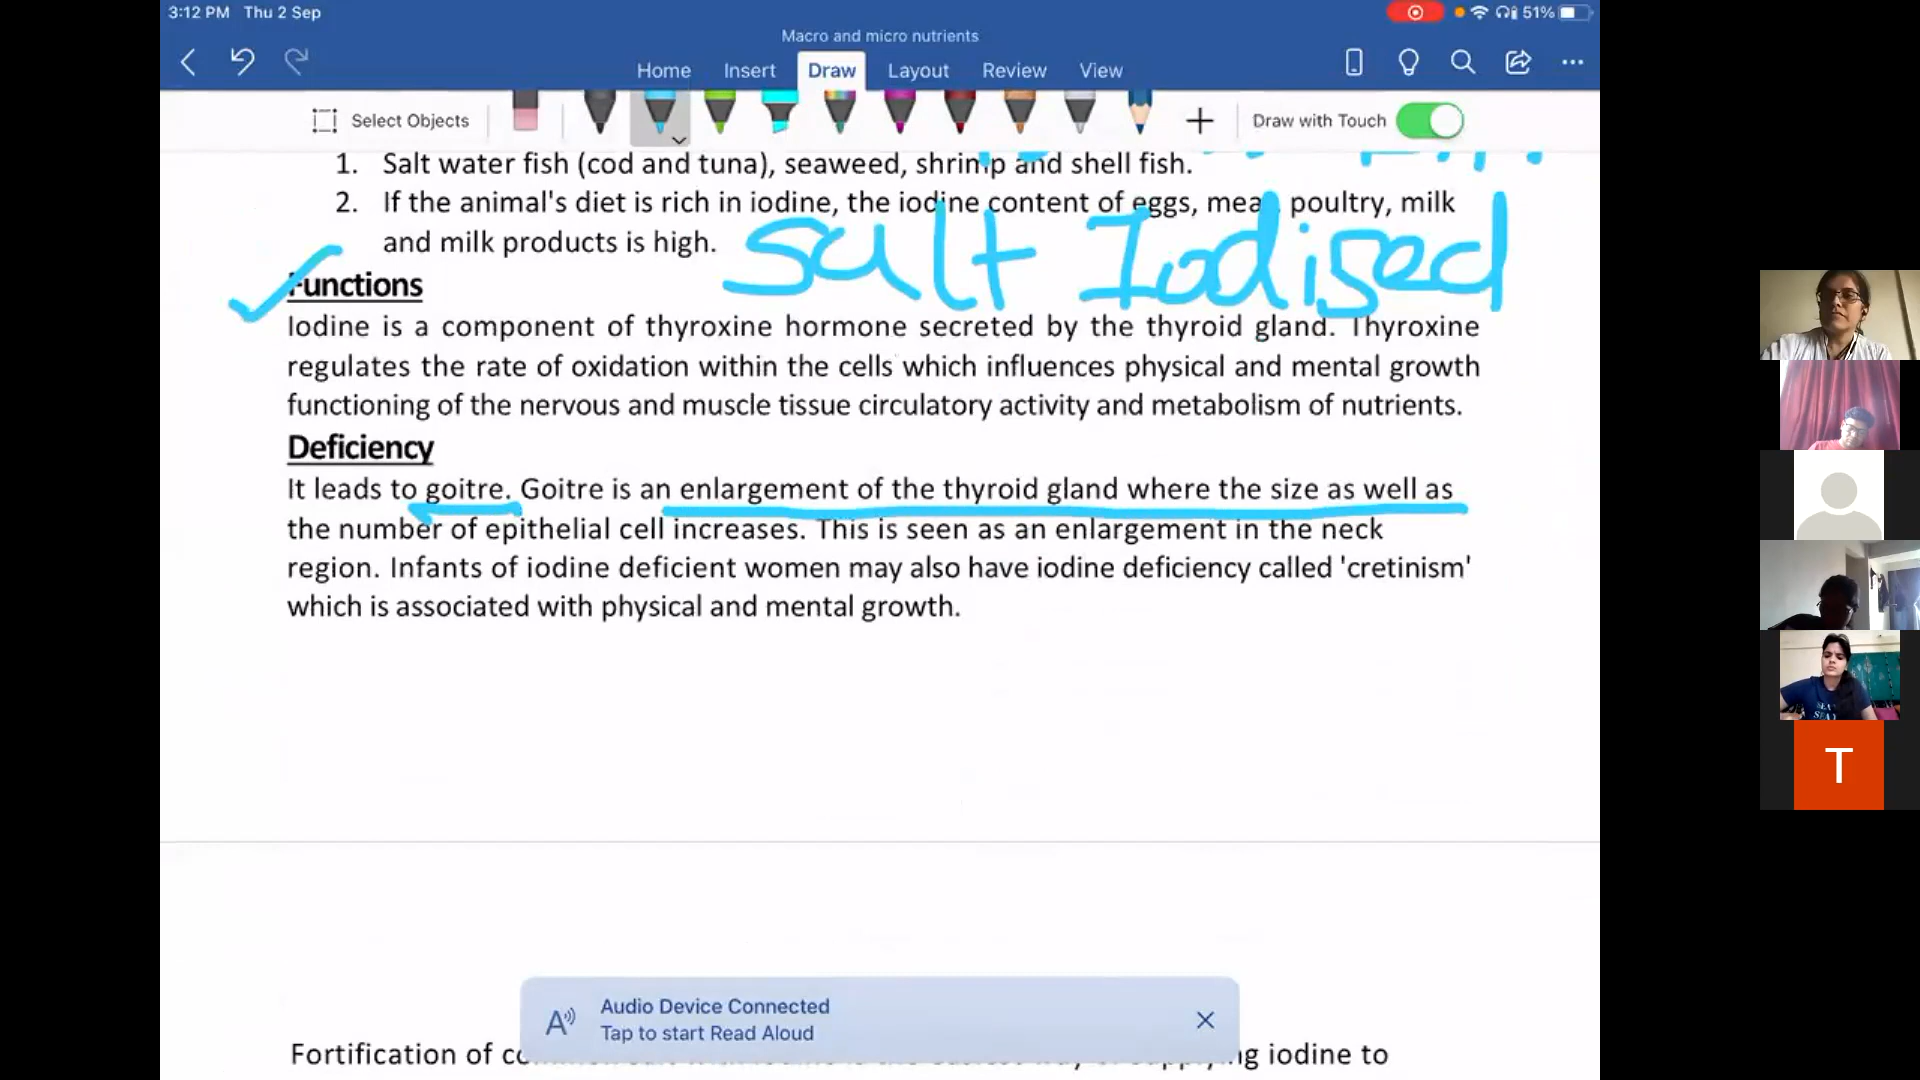 3:12 PM Thu 2 Sep
51%
Macro and micro nutrients
Home Insert Draw Layout Review View
Select Objects
Draw with Touch
1. Salt water fish (cod and tuna), seaweed, shrimp and shell fish.
2. If the animal's diet is rich in iodine, the iodine content of eggs, meat, poultry, milk
and milk products is high.
Salt Iodised
Functions
Iodine is a component of thyroxine hormone secreted by the thyroid gland. Thyroxine
regulates the rate of oxidation within the cells which influences physical and mental growth
functioning of the nervous and muscle tissue circulatory activity and metabolism of nutrients.
Deficiency
It leads to goitre. Goitre is an enlargement of the thyroid gland where the size as well as
the number of epithelial cell increases. This is seen as an enlargement in the neck
region. Infants of iodine deficient women may also have iodine deficiency called 'cretinism'
which is associated with physical and mental growth.
Audio Device Connected
Tap to start Read Aloud
Fortification of iodine to
T